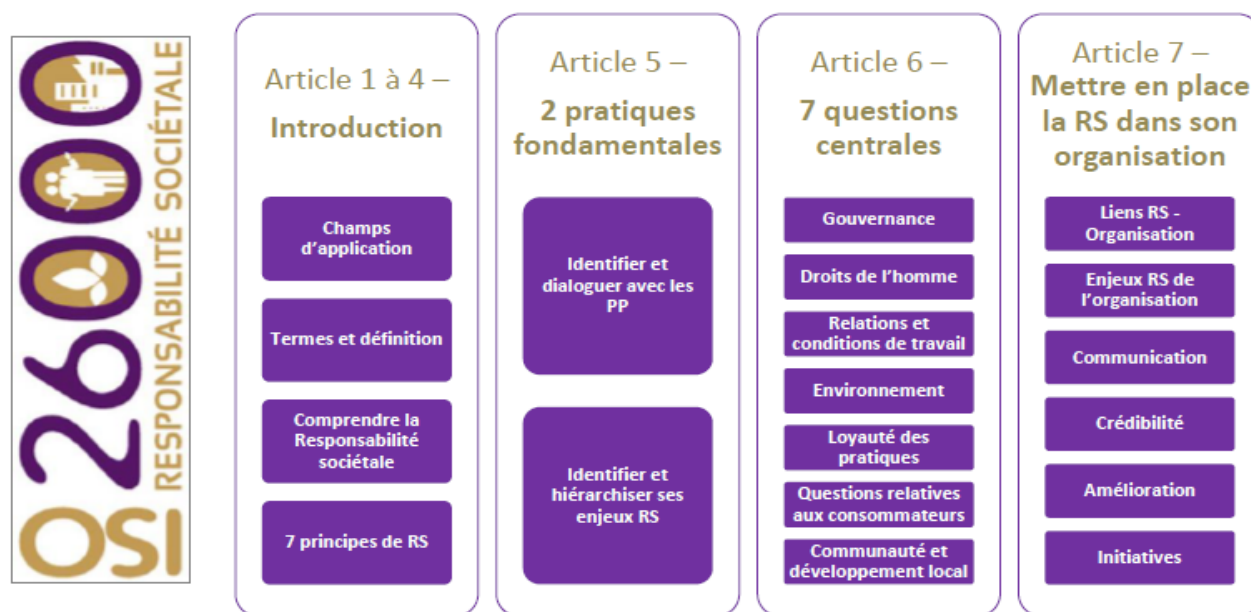 OSI
26000
RESPONSABILITÉ SOCIÉTALE
Article 1 à 4 –
Introduction
Champs
d'application
Termes et définition
Comprendre la
Responsabilité
sociétale
7 principes de RS
Article 5 –
2 pratiques
fondamentales
Identifier et
dialoguer avec les
PP
Identifier et
hiérarchiser ses
enjeux RS
Article 6 –
7 questions
centrales
Gouvernance
Droits de l'homme
Relations et
conditions de travail
Environnement
Loyauté des
pratiques
Questions relatives
aux consommateurs
Communauté et
développement local
Article 7 –
Mettre en place
la RS dans son
organisation
Liens RS -
Organisation
Enjeux RS de
l'organisation
Communication
Crédibilité
Amélioration
Initiatives